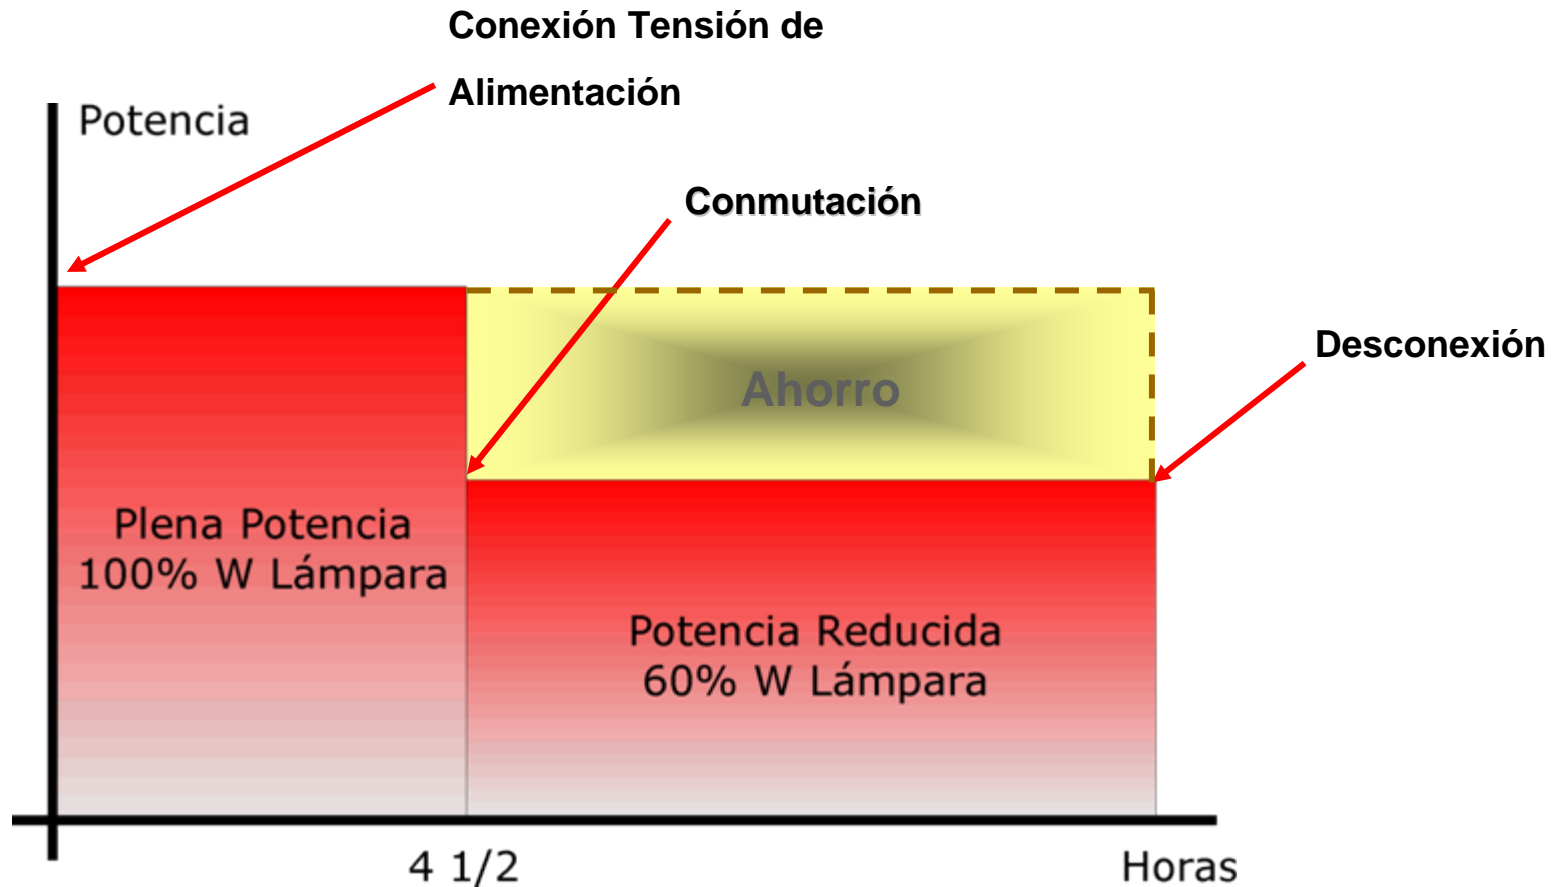 Conexión Tensión de
Alimentación
Potencia
Conmutación
Desconexión
Ahorro
Plena Potencia
100% W Lámpara
Potencia Reducida
60% W Lámpara
4 1/2
Horas